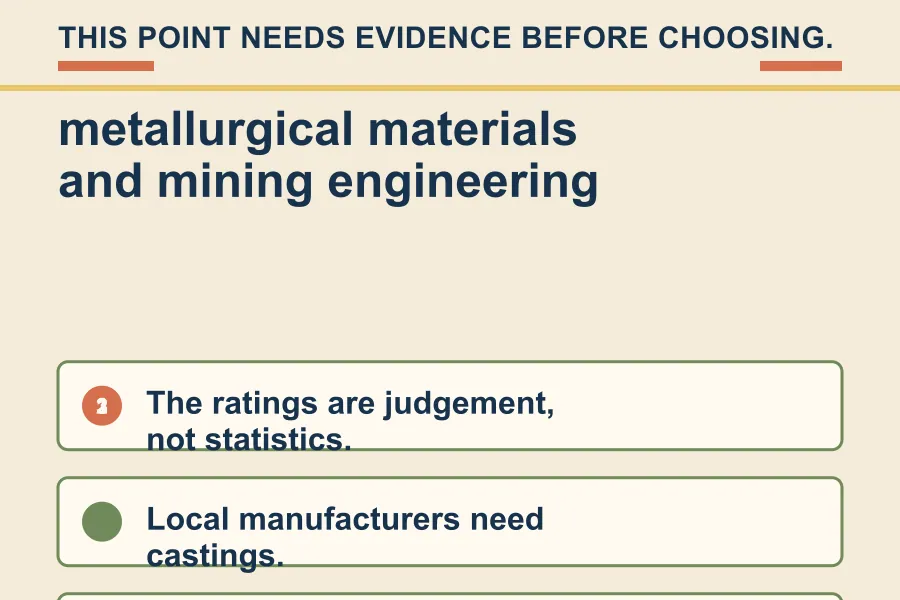 THIS POINT NEEDS EVIDENCE BEFORE CHOOSING.
metallurgical materials
and mining engineering
The ratings are judgement,
not statistics.
Local manufacturers need
castings.